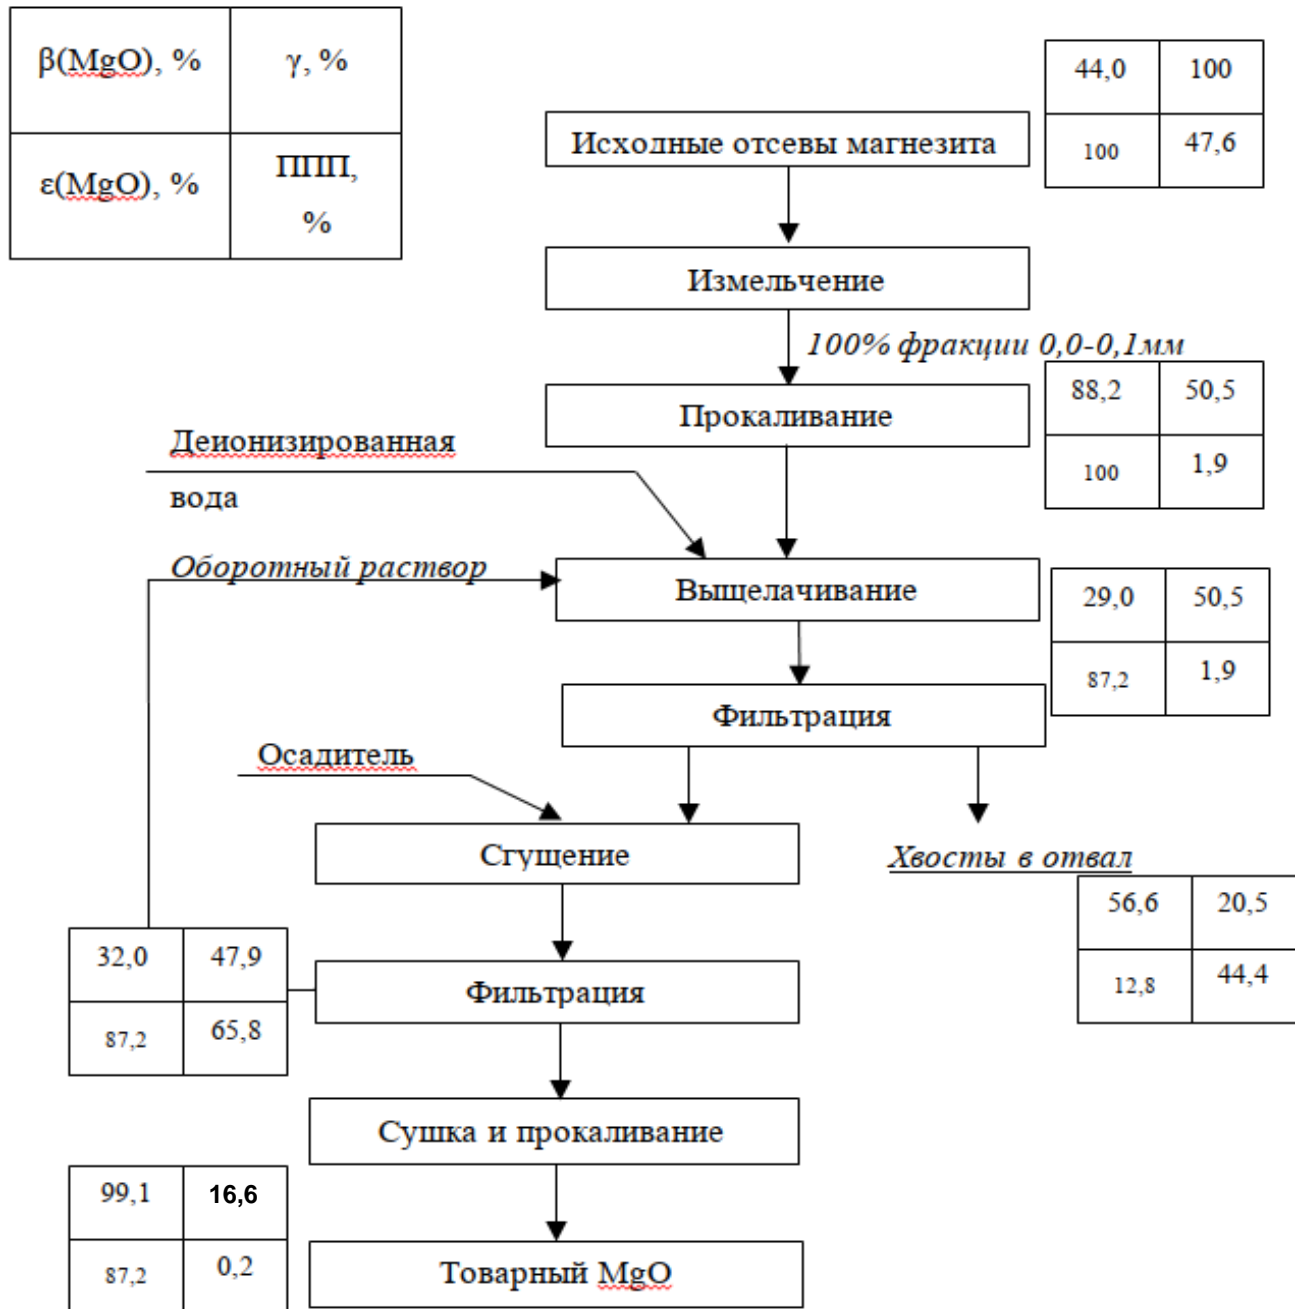 β(MgO), %
γ, %
ε(MgO), %
ППП,
%
44,0
100
100
47,6
Исходные отсевы магнезита
Измельчение
100% фракции 0,0-0,1мм
88,2
50,5
100
1,9
Прокаливание
Деионизированная
вода
Оборотный раствор
Выщелачивание
29,0
50,5
87,2
1,9
Фильтрация
Осадитель
Сгущение
Хвосты в отвал
56,6
20,5
12,8
44,4
32,0
47,9
87,2
65,8
Фильтрация
Сушка и прокаливание
99,1
16,6
87,2
0,2
Товарный MgO